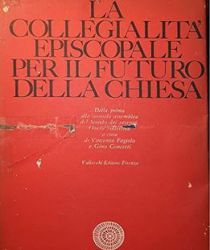 LA
COLLEGIALITÀ
EPISCOPALE
PER IL FUTURO
DELLA CHIESA
Dalla prima
alla seconda assemblea
del Sinodo dei vescovi
a cura
di Vincenzo Fagiolo
e Gino Concetti
Vallecchi Editore Firenze